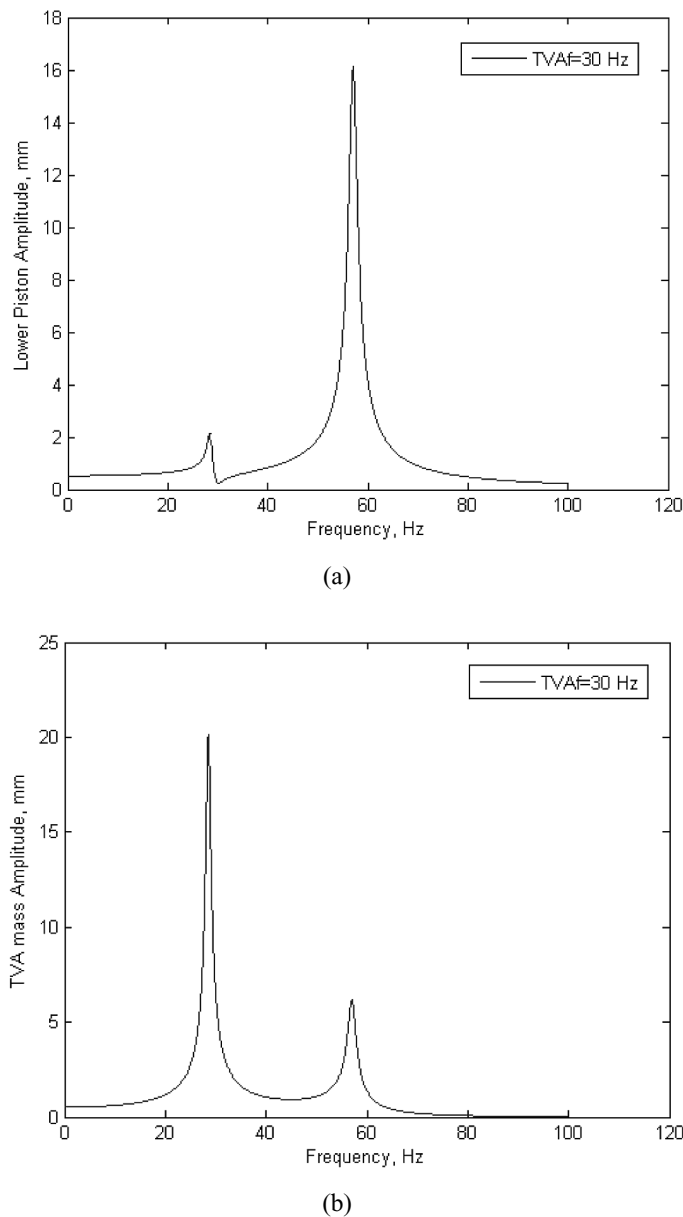 18
16
14
12
10
8
6
4
2
0
Lower Piston Amplitude, mm
TVAf=30 Hz
0 20 40 60 80 100 120
Frequency, Hz
(a)
25
20
15
10
5
0
TVA mass Amplitude, mm
TVAf=30 Hz
0 20 40 60 80 100 120
Frequency, Hz
(b)